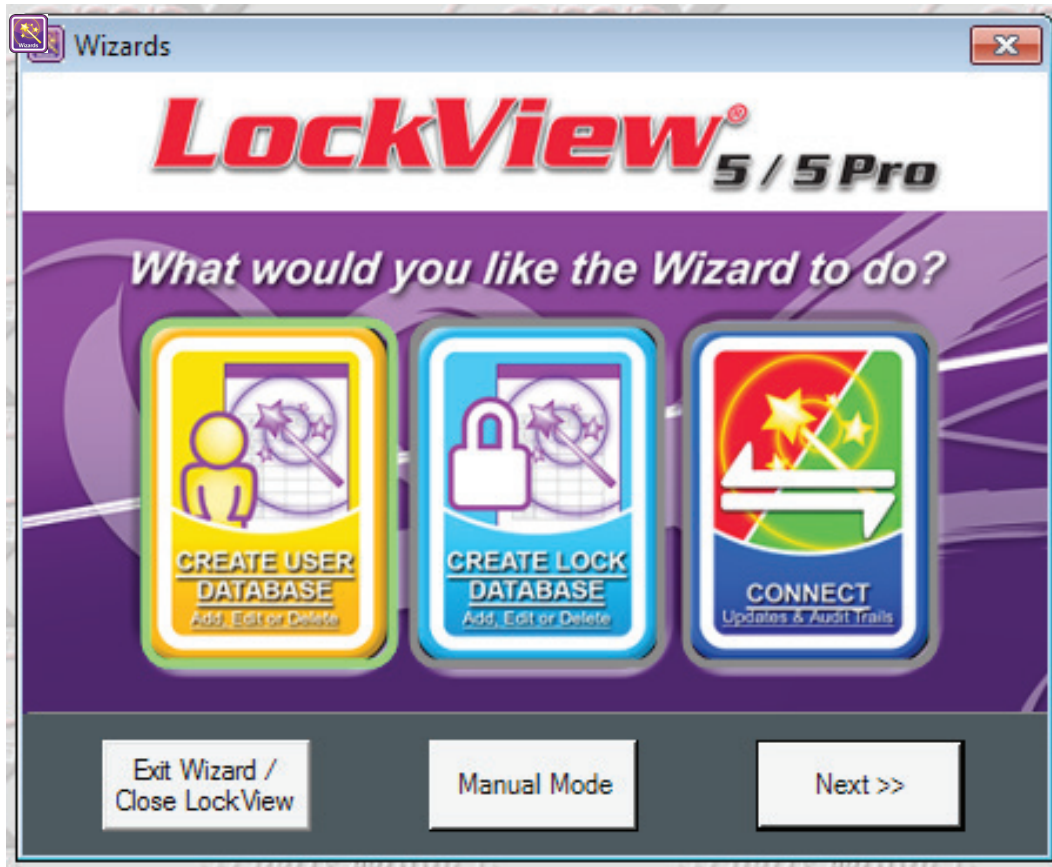 Wizards
Wizards
LockView®
5 / 5 Pro
What would you like the Wizard to do?
CREATE USER
DATABASE
Add, Edit or Delete
CREATE LOCK
DATABASE
Add, Edit or Delete
CONNECT
Updates & Audit Trails
Exit Wizard /
Close LockView
Manual Mode
Next >>